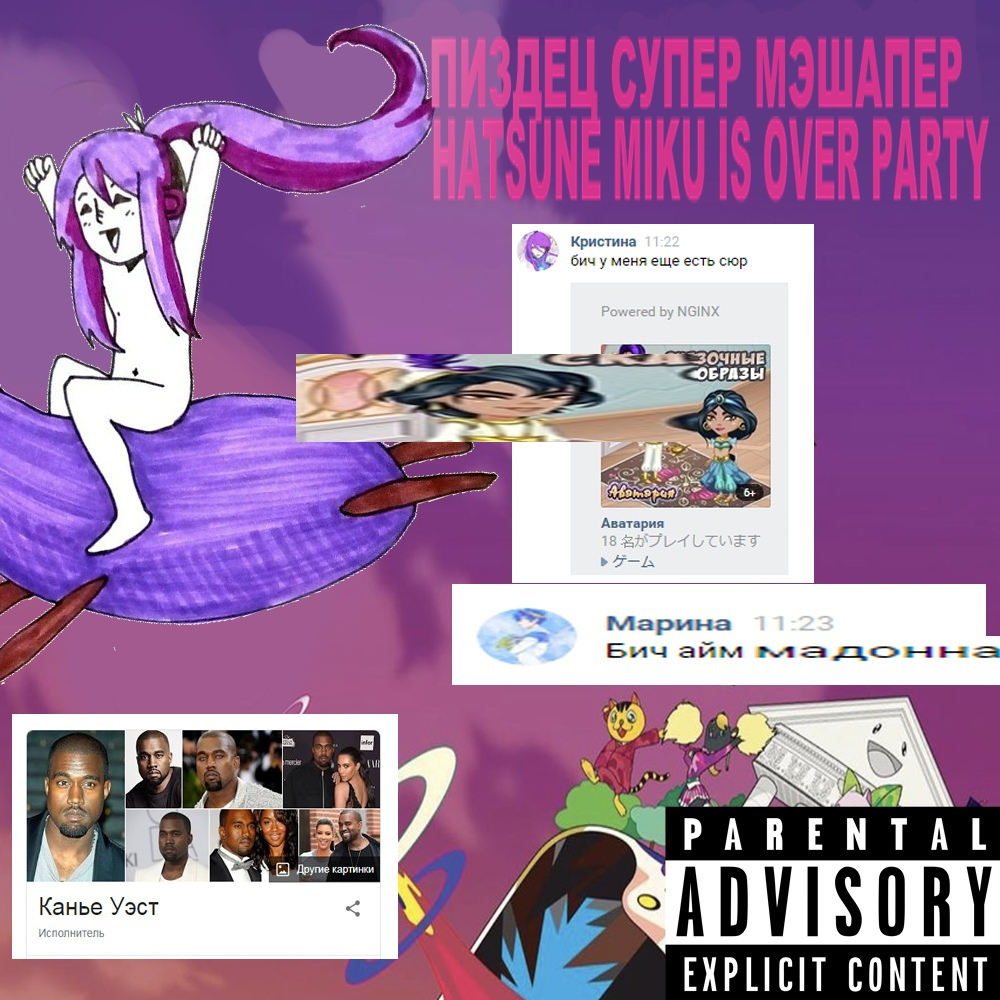 ПИЗДЕЦ СУПЕР МЭШАПЕР
HATSUNE MIKU IS OVER PARTY
Кристина 11:22
бич у меня еще есть сюр
Powered by NGINX
ОБРАЗЫ
Аватария
6+
Аватария
18 名がプレイしています
ゲーム
Марина 11:23
Бич айм мадонна
Другие картинки
Канье Уэст
Исполнитель
PARENTAL
ADVISORY
EXPLICIT CONTENT